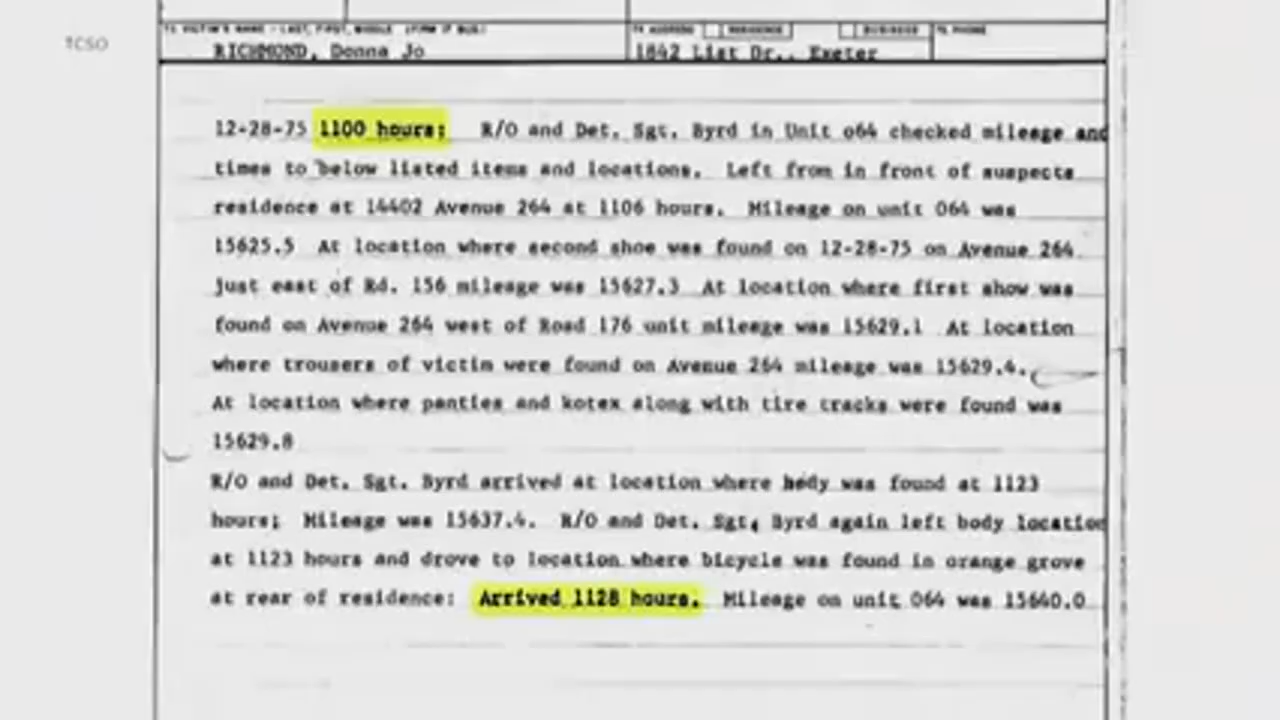 TCSO
RICHMOND, Donna Jo
RESIDENCE
BUSINESS
1842 List Dr., Exeter
12-28-75 1100 hours: R/O and Det. Sgt. Byrd in Unit o64 checked mileage and
times to below listed items and locations. Left from in front of suspects
residence at 14402 Avenue 264 at 1106 hours. Mileage on unit 064 was
15625.5 At location where second shoe was found on 12-28-75 on Avenue 264
just east of Rd. 156 mileage was 15627.3 At location where first show was
found on Avenue 264 west of Road 176 unit mileage was 15629.1 At location
where trousers of victim were found on Avenue 264 mileage was 15629.4.
At location where panties and kotex along with tire tracks were found was
15629.8
R/O and Det. Sgt. Byrd arrived at location where body was found at 1123
hours; Mileage was 15637.4. R/O and Det. Sgt. Byrd again left body location
at 1123 hours and drove to location where bicycle was found in orange grove
at rear of residence: Arrived 1128 hours. Mileage on unit 064 was 15640.0